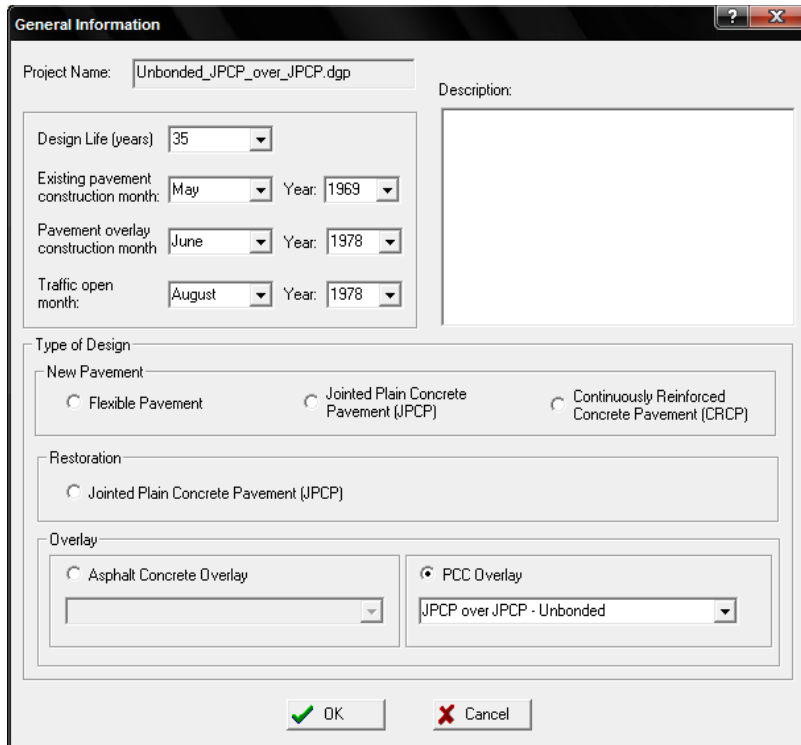 General Information
?
X
Project Name: Unbonded_JPCP_over_JPCP.dgp
Description:
Design Life (years) 35
Existing pavement
construction month: May Year: 1969
Pavement overlay
construction month June Year: 1978
Traffic open
month: August Year: 1978
Type of Design
New Pavement
Flexible Pavement
Jointed Plain Concrete
Pavement (JPCP)
Continuously Reinforced
Concrete Pavement (CRCP)
Restoration
Jointed Plain Concrete Pavement (JPCP)
Overlay
Asphalt Concrete Overlay
PCC Overlay
JPCP over JPCP - Unbonded
OK
Cancel